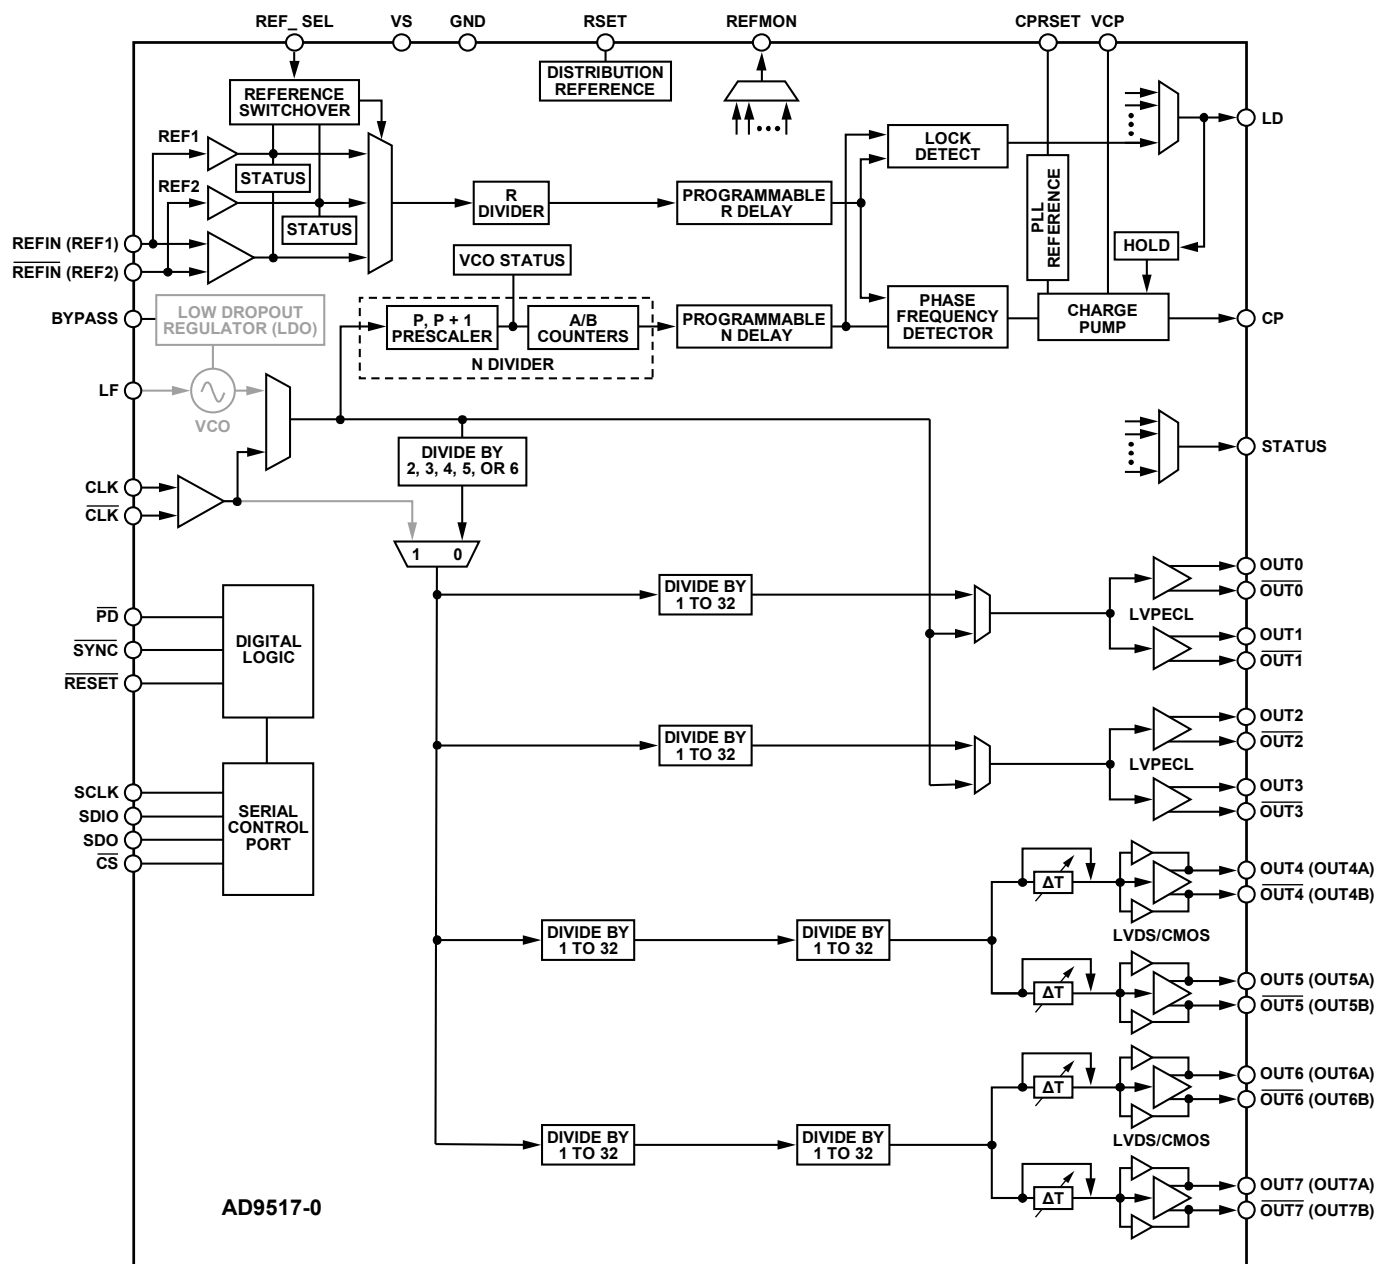 REF_ SEL
VS
GND
RSET
REFMON
CPRSET
VCP
DISTRIBUTION
REFERENCE
REFERENCE
SWITCHOVER
REF1
STATUS
REF2
STATUS
LOCK
DETECT
LD
R
DIVIDER
PROGRAMMABLE
R DELAY
PLL
REFERENCE
HOLD
REFIN (REF1)
REFIN (REF2)
VCO STATUS
BYPASS
LOW DROPOUT
REGULATOR (LDO)
P, P + 1
PRESCALER
A/B
COUNTERS
N DIVIDER
PROGRAMMABLE
N DELAY
PHASE
FREQUENCY
DETECTOR
CHARGE
PUMP
CP
LF
VCO
DIVIDE BY
2, 3, 4, 5, OR 6
STATUS
CLK
CLK
1 0
DIVIDE BY
1 TO 32
LVPECL
OUT0
OUT0
OUT1
OUT1
PD
SYNC
RESET
DIGITAL
LOGIC
DIVIDE BY
1 TO 32
LVPECL
OUT2
OUT2
OUT3
OUT3
SCLK
SDIO
SDO
CS
SERIAL
CONTROL
PORT
DIVIDE BY
1 TO 32
DIVIDE BY
1 TO 32
ΔT
ΔT
LVDS/CMOS
OUT4 (OUT4A)
OUT4 (OUT4B)
OUT5 (OUT5A)
OUT5 (OUT5B)
DIVIDE BY
1 TO 32
DIVIDE BY
1 TO 32
ΔT
ΔT
LVDS/CMOS
OUT6 (OUT6A)
OUT6 (OUT6B)
OUT7 (OUT7A)
OUT7 (OUT7B)
AD9517-0